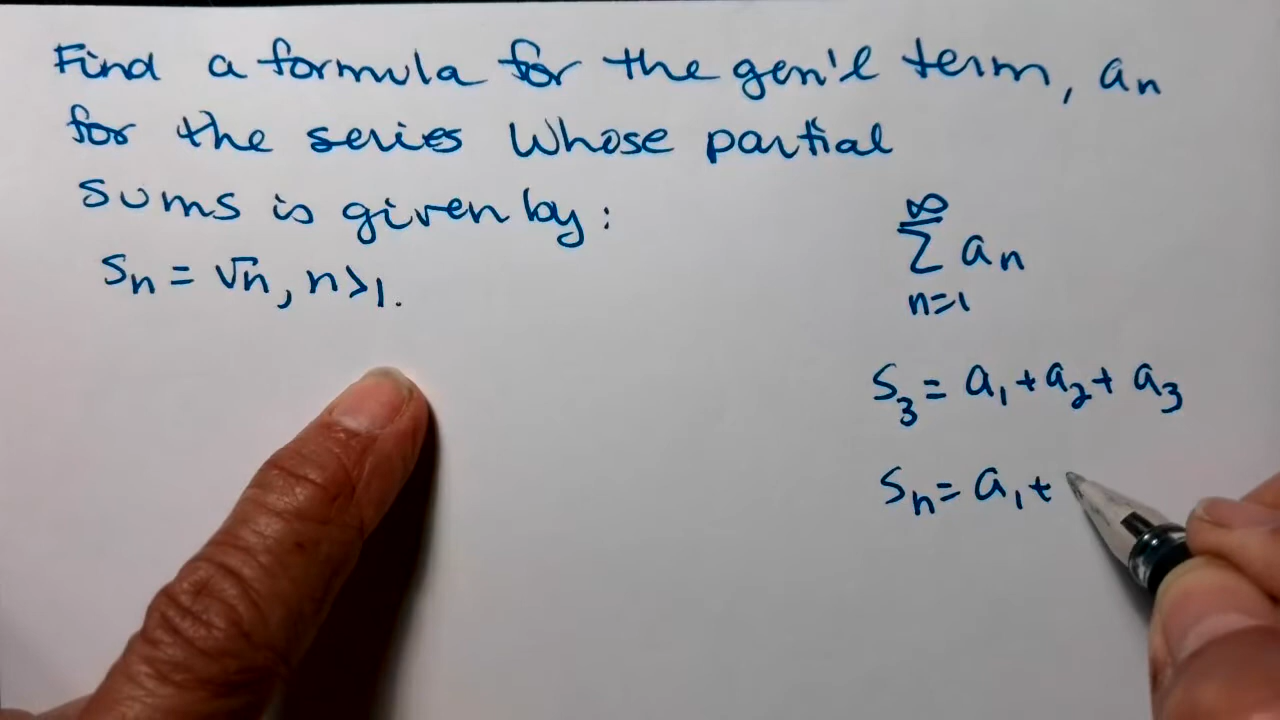 Find a formula for the gen'l term, an
for the series whose partial
sums is given by:
Sn = √n, n>1.
∞
Σ an
n=1
S3 = a1 + a2 + a3
Sn = a1 +